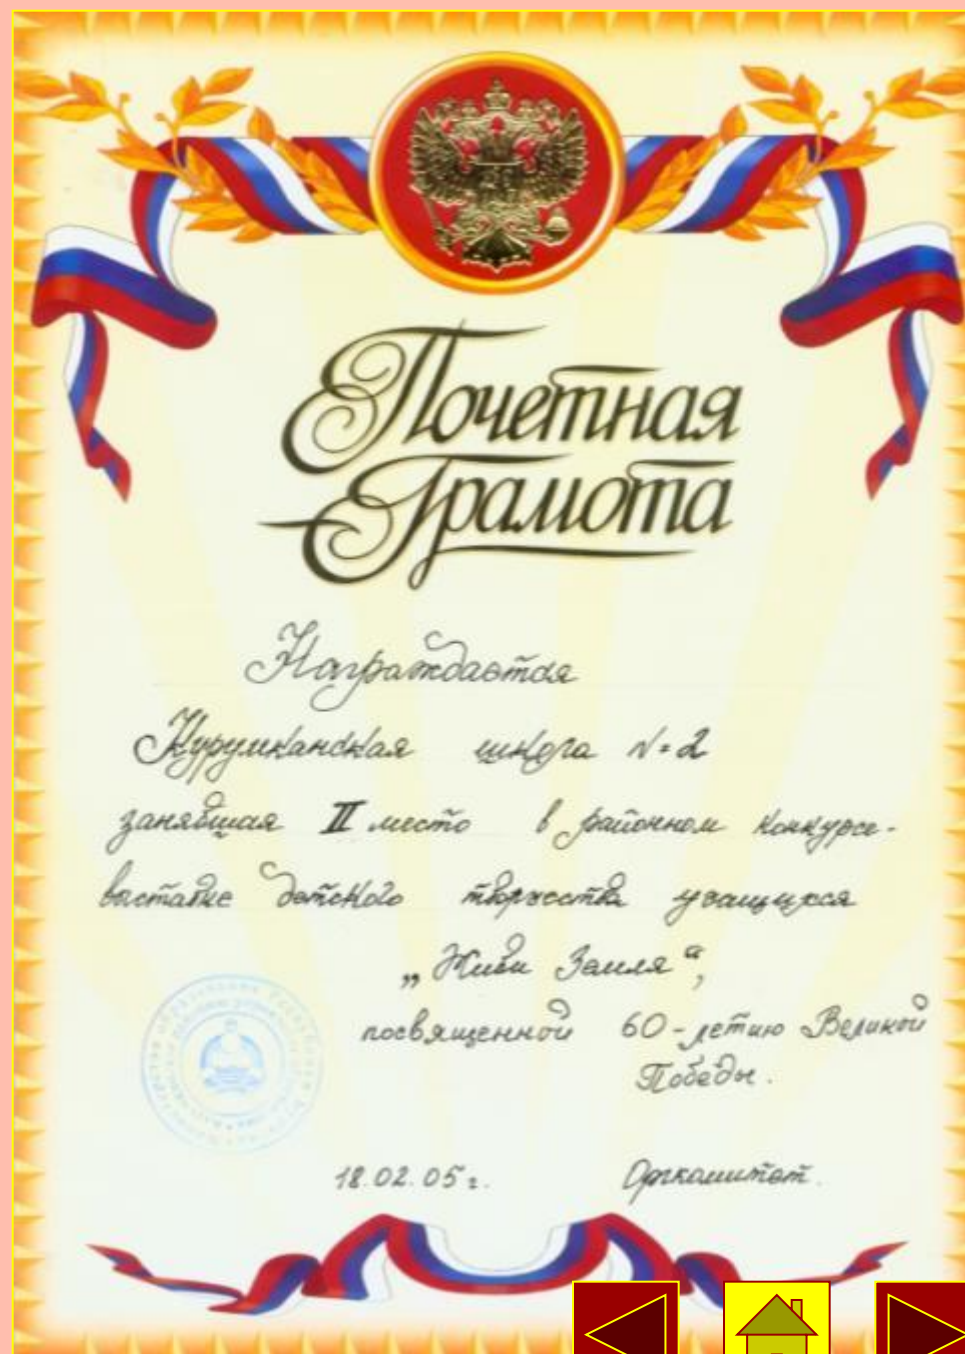 Почетная
Грамота
Награждается
Курумканская школа №2
занявшая II место в районном конкурсе-
выставке детского творчества учащихся
„Живи Земля“,
посвященной 60-летию Великой
Победы.
18.02.05 г. Оргкомитет.